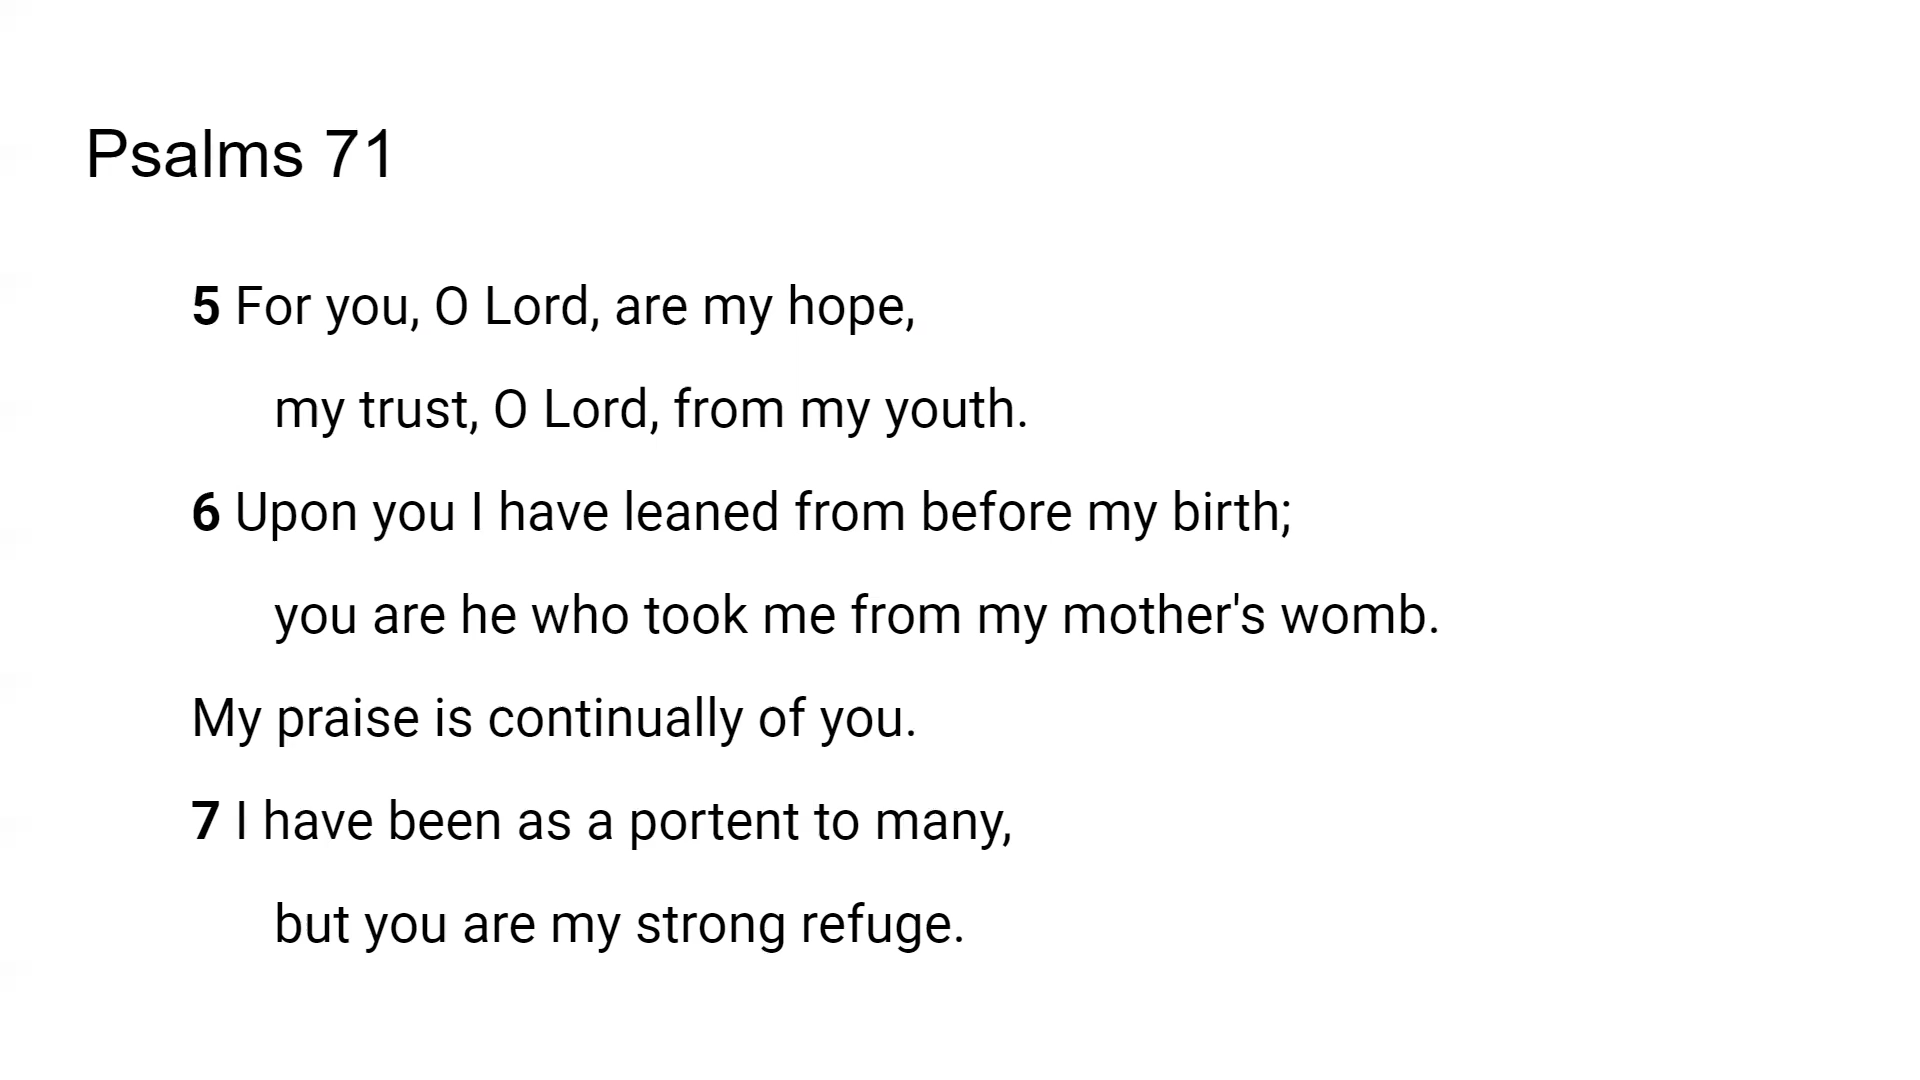 Psalms 71
5 For you, O Lord, are my hope,
my trust, O Lord, from my youth.
6 Upon you I have leaned from before my birth;
you are he who took me from my mother's womb.
My praise is continually of you.
7 I have been as a portent to many,
but you are my strong refuge.